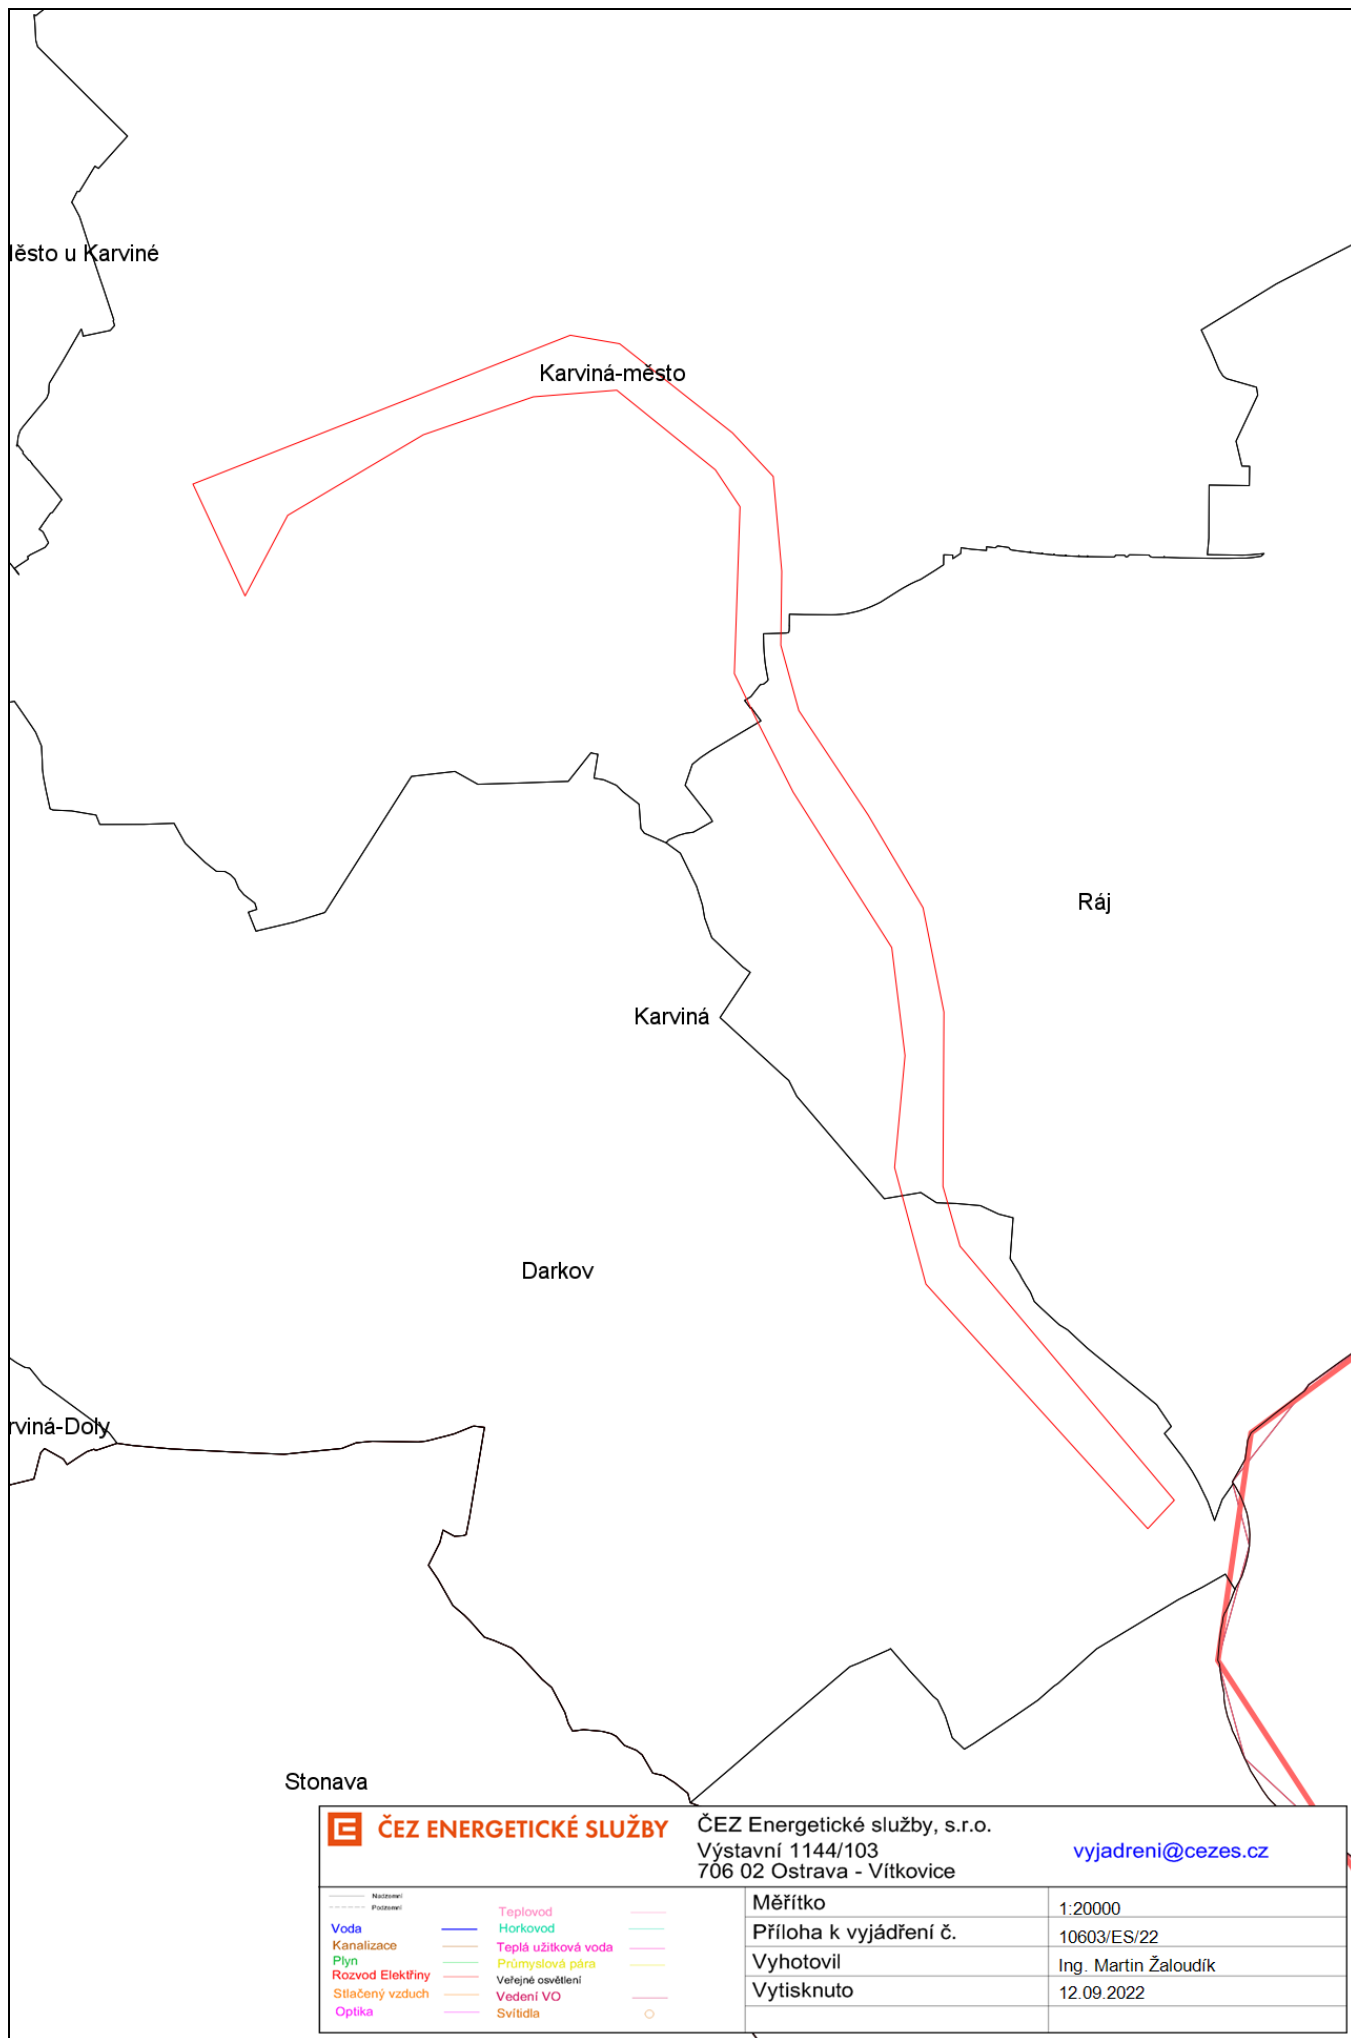 lěsto u Karviné
Karviná-město
Ráj
Karviná
Darkov
rviná-Doly
Stonava
ČEZ ENERGETICKÉ SLUŽBY
ČEZ Energetické služby, s.r.o.
Výstavní 1144/103
706 02 Ostrava - Vítkovice
vyjadreni@cezes.cz
Nadzemní
Podzemní
Voda
Kanalizace
Plyn
Rozvod Elektřiny
Stlačený vzduch
Optika
Teplovod
Horkovod
Teplá užitková voda
Průmyslová pára
Veřejné osvětlení
Vedení VO
Svítidla
Měřítko 1:20000
Příloha k vyjádření č. 10603/ES/22
Vyhotovil Ing. Martin Žaloudík
Vytisknuto 12.09.2022